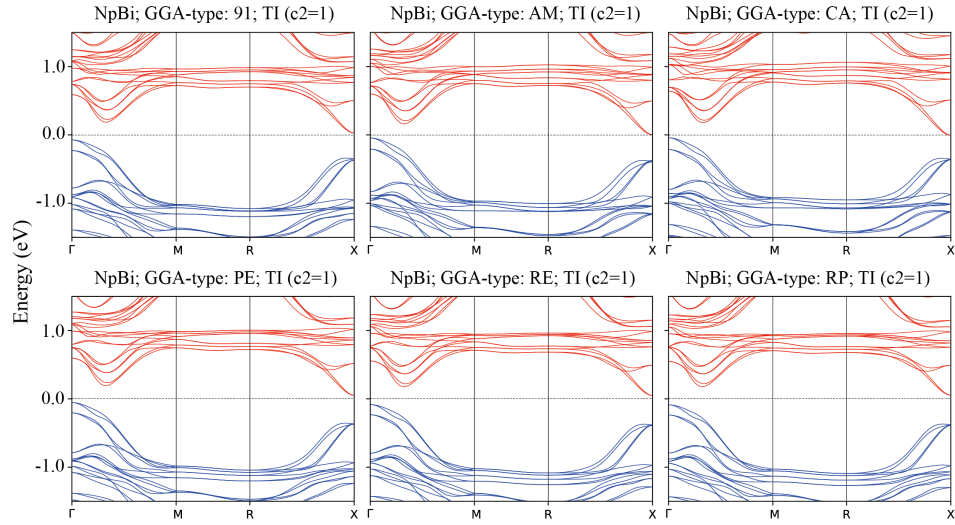 NpBi; GGA-type: 91; TI (c2=1)
NpBi; GGA-type: AM; TI (c2=1)
NpBi; GGA-type: CA; TI (c2=1)
1.0
0.0
-1.0
Γ M R X
Γ M R X
Γ M R X
Energy (eV)
NpBi; GGA-type: PE; TI (c2=1)
NpBi; GGA-type: RE; TI (c2=1)
NpBi; GGA-type: RP; TI (c2=1)
1.0
0.0
-1.0
Γ M R X
Γ M R X
Γ M R X